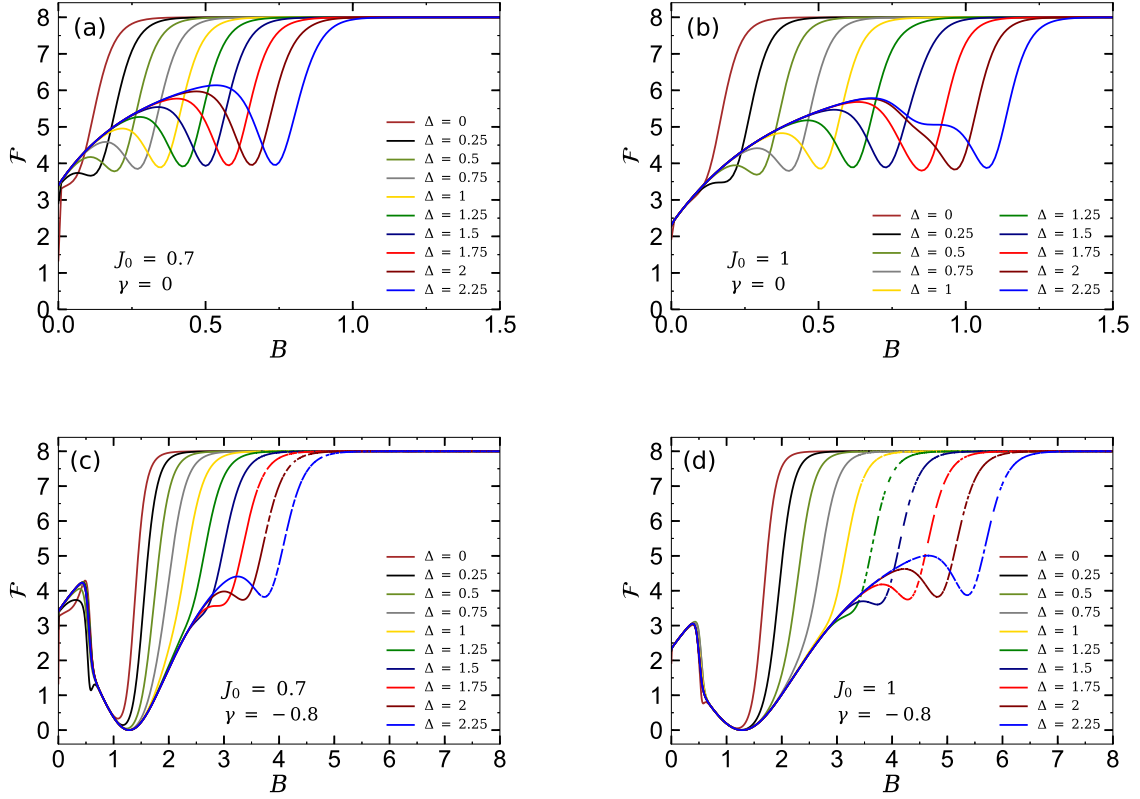 (a)
8
7
6
5
4
3
2
1
0
ℱ
0.0 0.5 1.0 1.5
B
J₀ = 0.7
γ = 0
Δ = 0
Δ = 0.25
Δ = 0.5
Δ = 0.75
Δ = 1
Δ = 1.25
Δ = 1.5
Δ = 1.75
Δ = 2
Δ = 2.25
(b)
8
7
6
5
4
3
2
1
0
ℱ
0.0 0.5 1.0 1.5
B
J₀ = 1
γ = 0
Δ = 0
Δ = 0.25
Δ = 0.5
Δ = 0.75
Δ = 1
Δ = 1.25
Δ = 1.5
Δ = 1.75
Δ = 2
Δ = 2.25
(c)
8
7
6
5
4
3
2
1
0
ℱ
0 1 2 3 4 5 6 7 8
B
J₀ = 0.7
γ = −0.8
Δ = 0
Δ = 0.25
Δ = 0.5
Δ = 0.75
Δ = 1
Δ = 1.25
Δ = 1.5
Δ = 1.75
Δ = 2
Δ = 2.25
(d)
8
7
6
5
4
3
2
1
0
ℱ
0 1 2 3 4 5 6 7 8
B
J₀ = 1
γ = −0.8
Δ = 0
Δ = 0.25
Δ = 0.5
Δ = 0.75
Δ = 1
Δ = 1.25
Δ = 1.5
Δ = 1.75
Δ = 2
Δ = 2.25